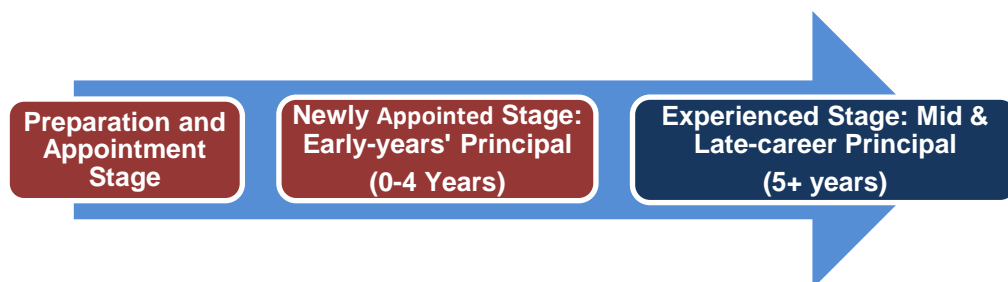 Preparation and
Appointment
Stage
Newly Appointed Stage:
Early-years' Principal
(0-4 Years)
Experienced Stage: Mid &
Late-career Principal
(5+ years)